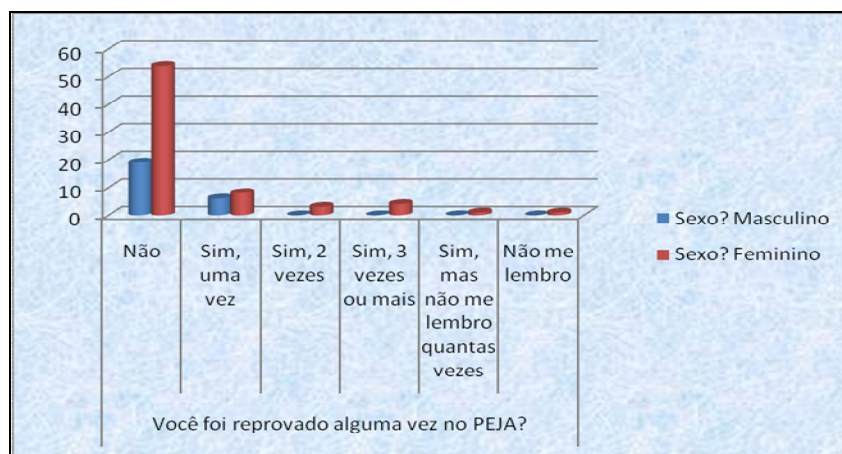 60
50
40
30
20
10
0
Não
Sim,
uma
vez
Sim, 2
vezes
Sim, 3
vezes
ou mais
Sim,
mas
não me
lembro
quantas
vezes
Não me
lembro
Você foi reprovado alguma vez no PEJA?
Sexo? Masculino
Sexo? Feminino